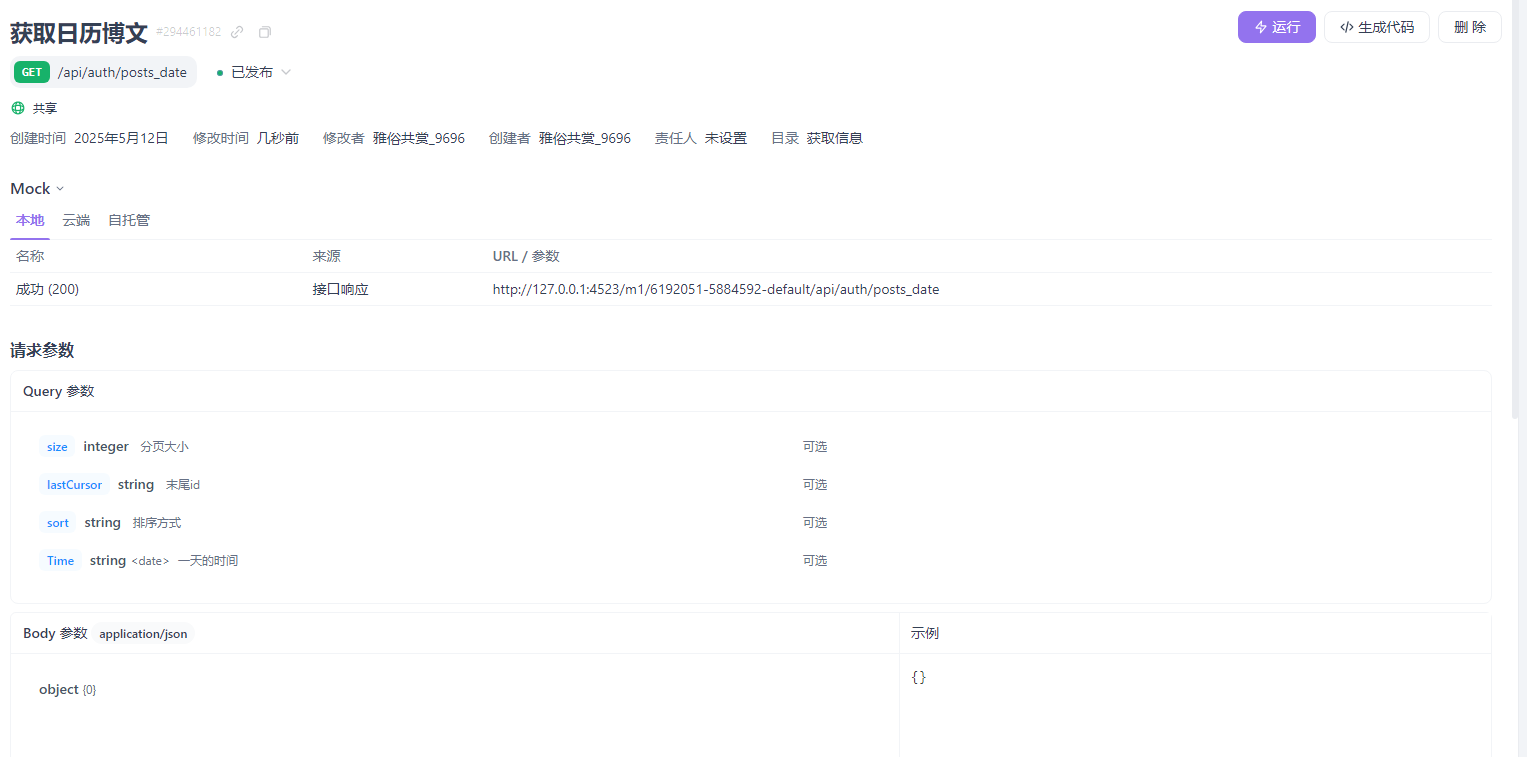 获取日历博文 #294461182
运行 生成代码 删 除
GET /api/auth/posts_date 已发布
共享
创建时间 2025年5月12日 修改时间 几秒前 修改者 雅俗共赏_9696 创建者 雅俗共赏_9696 责任人 未设置 目录 获取信息
Mock
本地 云端 自托管
名称 来源 URL / 参数
成功 (200) 接口响应 http://127.0.0.1:4523/m1/6192051-5884592-default/api/auth/posts_date
请求参数
Query 参数
size integer 分页大小 可选
lastCursor string 末尾id 可选
sort string 排序方式 可选
Time string <date> 一天的时间 可选
Body 参数 application/json 示例
object {0} {}